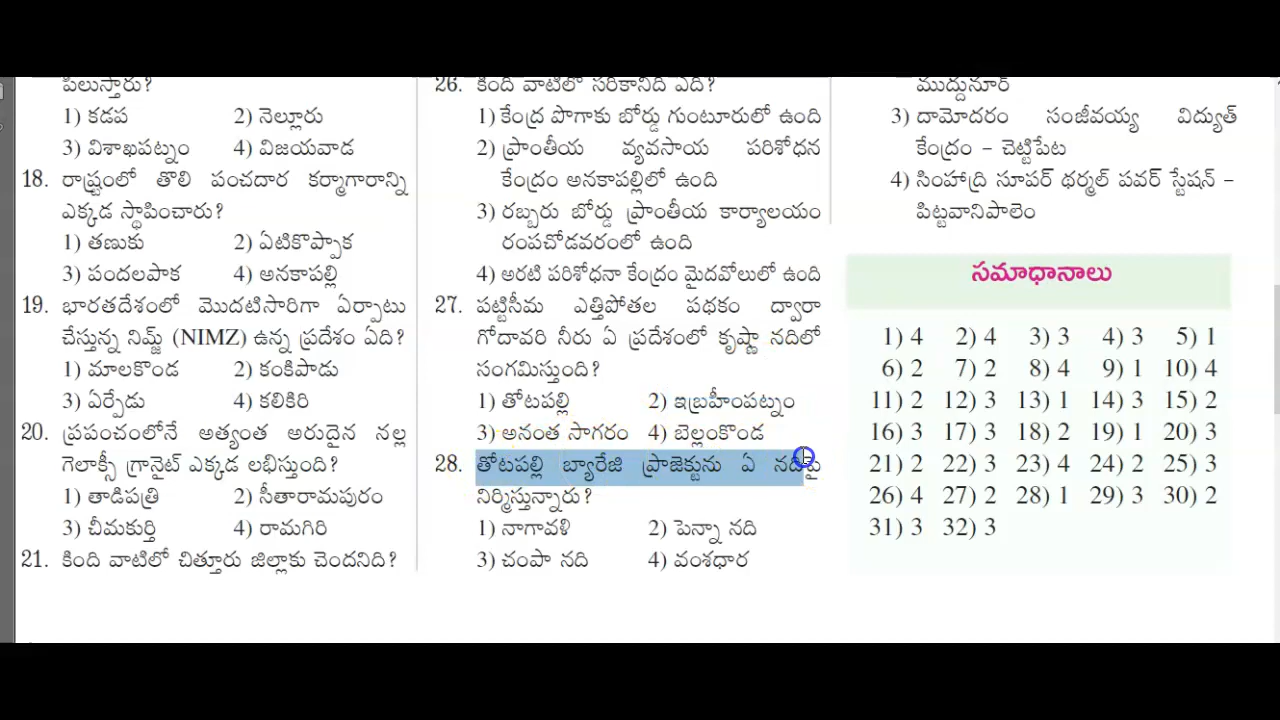 పిలుస్తారు?
1) కడప 2) నెల్లూరు
3) విశాఖపట్నం 4) విజయవాడ
18. రాష్ట్రంలో తొలి పంచదార కర్మాగారాన్ని
ఎక్కడ స్థాపించారు?
1) తణుకు 2) ఏటికొప్పాక
3) పందలపాక 4) అనకాపల్లి
19. భారతదేశంలో మొదటిసారిగా ఏర్పాటు
చేస్తున్న నిమ్జ్ (NIMZ) ఉన్న ప్రదేశం ఏది?
1) మాలకొండ 2) కంకిపాడు
3) ఏర్పేడు 4) కలికిరి
20. ప్రపంచంలోనే అత్యంత అరుదైన నల్ల
గెలాక్సీ గ్రానైట్ ఎక్కడ లభిస్తుంది?
1) తాడిపత్రి 2) సీతారామపురం
3) చీమకుర్తి 4) రామగిరి
21. కింది వాటిలో చిత్తూరు జిల్లాకు చెందనిది?
26. కింది వాటిలో సరికానిది ఏది?
1) కేంద్ర పొగాకు బోర్డు గుంటూరులో ఉంది
2) ప్రాంతీయ వ్యవసాయ పరిశోధన
కేంద్రం అనకాపల్లిలో ఉంది
3) రబ్బరు బోర్డు ప్రాంతీయ కార్యాలయం
రంపచోడవరంలో ఉంది
4) అరటి పరిశోధనా కేంద్రం మైదవోలులో ఉంది
27. పట్టిసీమ ఎత్తిపోతల పథకం ద్వారా
గోదావరి నీరు ఏ ప్రదేశంలో కృష్ణా నదిలో
సంగమిస్తుంది?
1) తోటపల్లి 2) ఇబ్రహీంపట్నం
3) అనంత సాగరం 4) బెల్లంకొండ
28. తోటపల్లి బ్యారేజి ప్రాజెక్టును ఏ నదిపై
నిర్మిస్తున్నారు?
1) నాగావళి 2) పెన్నా నది
3) చంపా నది 4) వంశధార
ముద్దునూర్
3) దామోదరం సంజీవయ్య విద్యుత్
కేంద్రం – చెట్టిపేట
4) సింహాద్రి సూపర్ థర్మల్ పవర్ స్టేషన్ –
పిట్టవానిపాలెం
సమాధానాలు
1) 4 2) 4 3) 3 4) 3 5) 1
6) 2 7) 2 8) 4 9) 1 10) 4
11) 2 12) 3 13) 1 14) 3 15) 2
16) 3 17) 3 18) 2 19) 1 20) 3
21) 2 22) 3 23) 4 24) 2 25) 3
26) 4 27) 2 28) 1 29) 3 30) 2
31) 3 32) 3